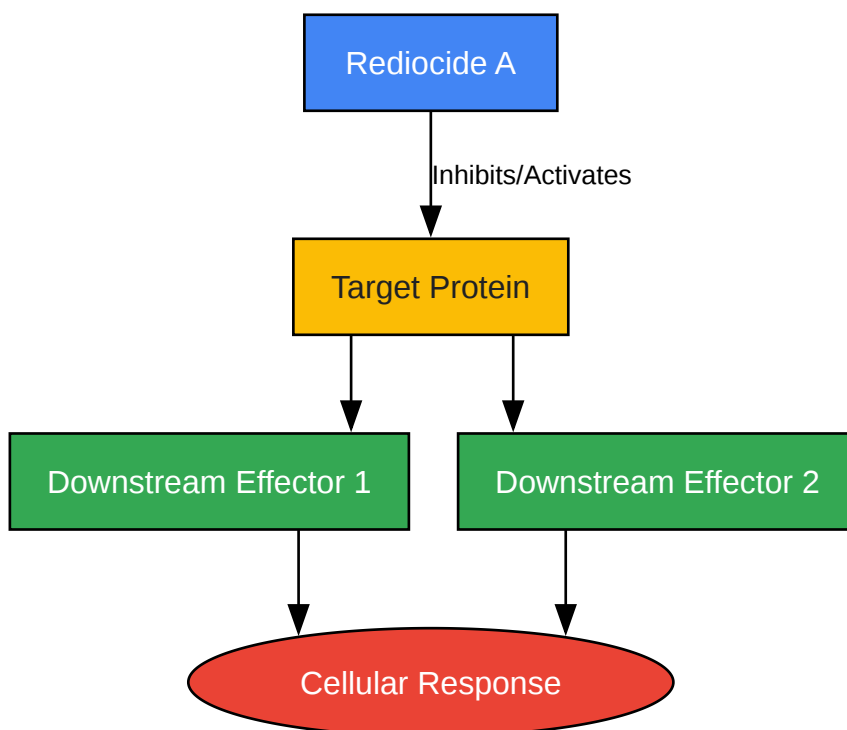 Rediocide A
Inhibits/Activates
Target Protein
Downstream Effector 1
Downstream Effector 2
Cellular Response